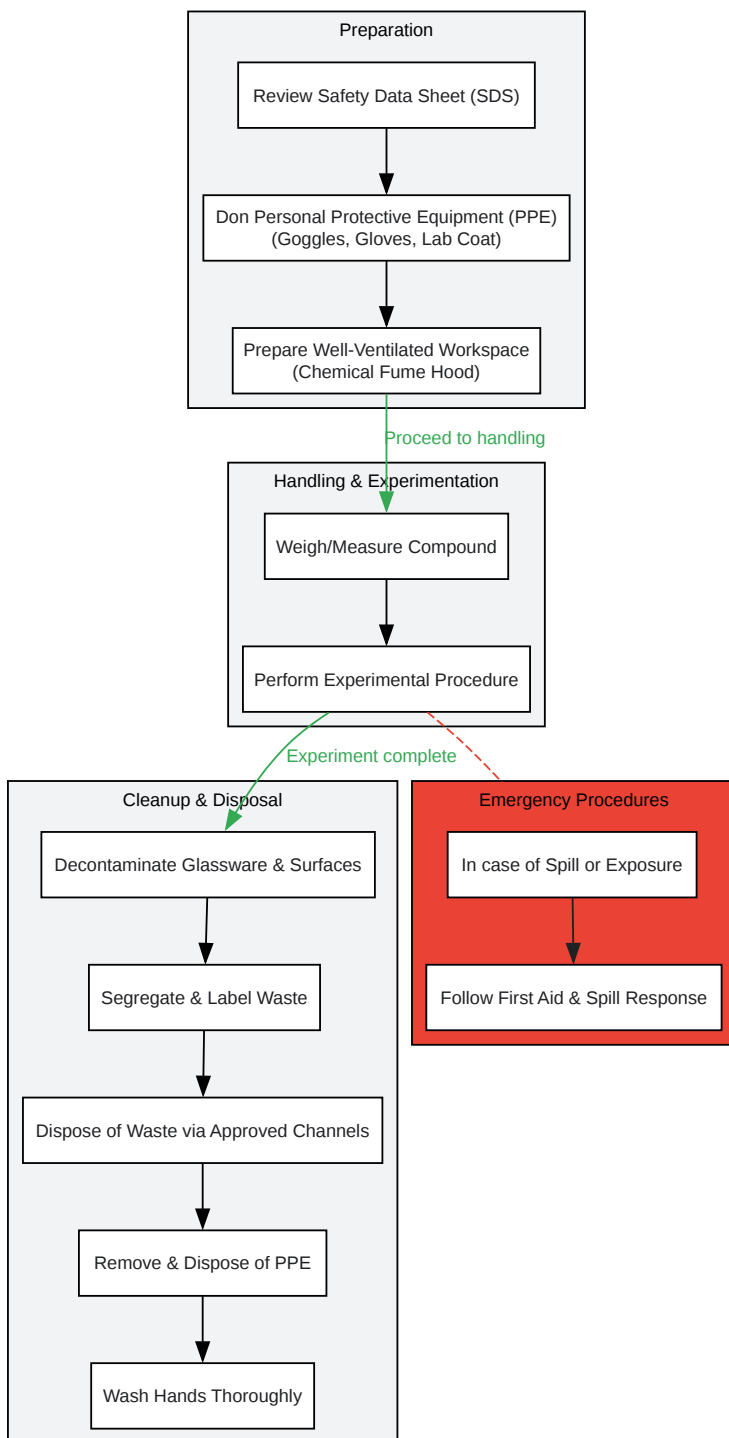 Preparation
Review Safety Data Sheet (SDS)
Don Personal Protective Equipment (PPE)
(Goggles, Gloves, Lab Coat)
Prepare Well-Ventilated Workspace
(Chemical Fume Hood)
Proceed to handling
Handling & Experimentation
Weigh/Measure Compound
Perform Experimental Procedure
Experiment complete
Cleanup & Disposal
Decontaminate Glassware & Surfaces
Segregate & Label Waste
Dispose of Waste via Approved Channels
Remove & Dispose of PPE
Wash Hands Thoroughly
Emergency Procedures
In case of Spill or Exposure
Follow First Aid & Spill Response